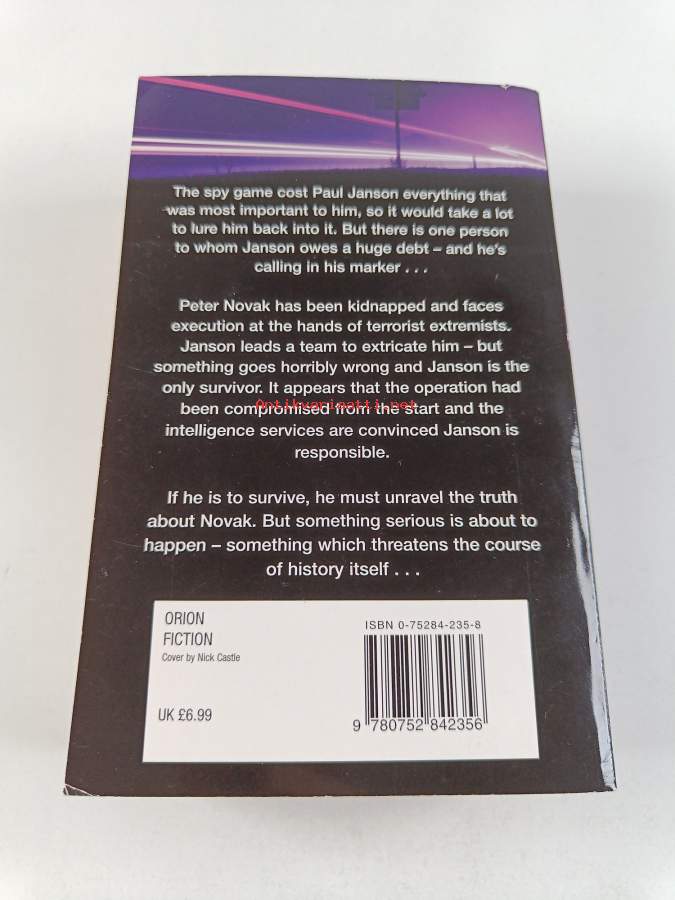 The spy game cost Paul Janson everything that
was most important to him, so it would take a lot
to lure him back into it. But there is one person
to whom Janson owes a huge debt – and he's
calling in his marker . . .
Peter Novak has been kidnapped and faces
execution at the hands of terrorist extremists.
Janson leads a team to extricate him – but
something goes horribly wrong and Janson is the
only survivor. It appears that the operation had
been compromised from the start and the
Antikvariaatti.net
intelligence services are convinced Janson is
responsible.
If he is to survive, he must unravel the truth
about Novak. But something serious is about to
happen – something which threatens the course
of history itself . . .
ORION
FICTION
Cover by Nick Castle
UK £6.99
ISBN 0-75284-235-8
9 780752 842356